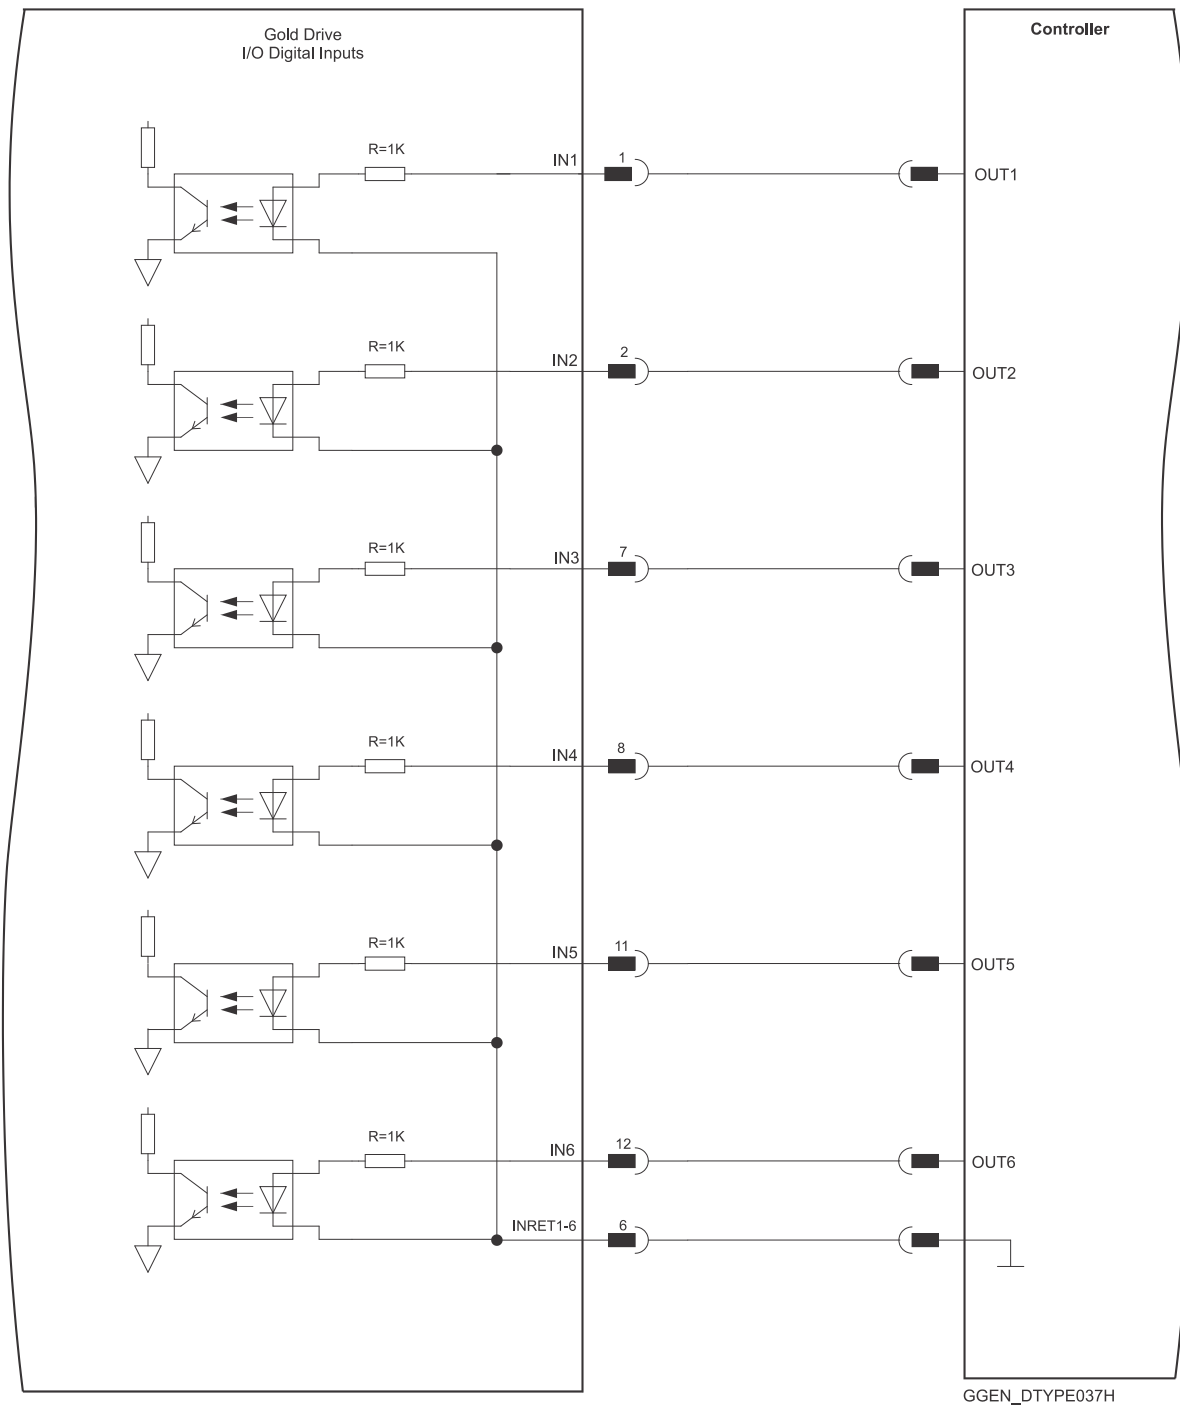 Gold Drive
I/O Digital Inputs
Controller
R=1K
IN1
1
OUT1
R=1K
IN2
2
OUT2
R=1K
IN3
7
OUT3
R=1K
IN4
8
OUT4
R=1K
IN5
11
OUT5
R=1K
IN6
12
OUT6
INRET1-6
6
GGEN_DTYPE037H